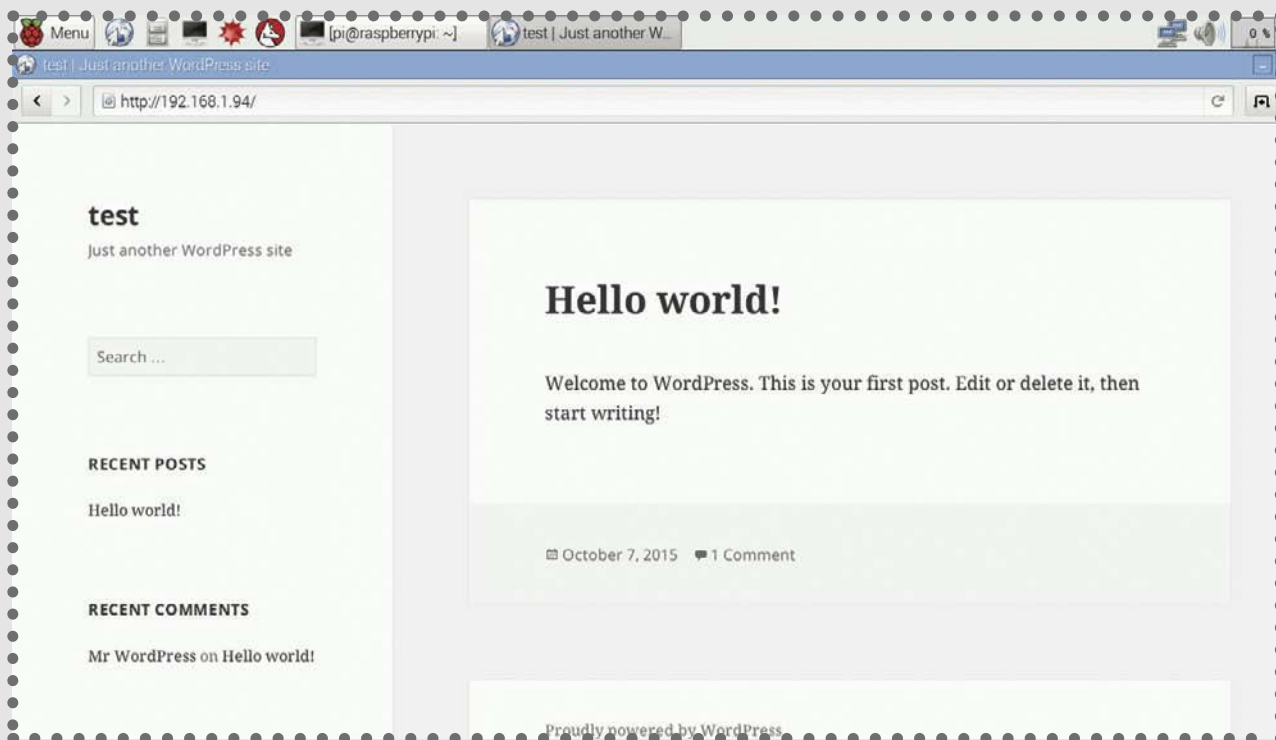 Menu
[pi@raspberrypi: ~]
test | Just another W...
0 %
test | Just another WordPress site
http://192.168.1.94/
test
Just another WordPress site
Search ...
RECENT POSTS
Hello world!
RECENT COMMENTS
Mr WordPress on Hello world!
Hello world!
Welcome to WordPress. This is your first post. Edit or delete it, then
start writing!
October 7, 2015
1 Comment
Proudly powered by WordPress